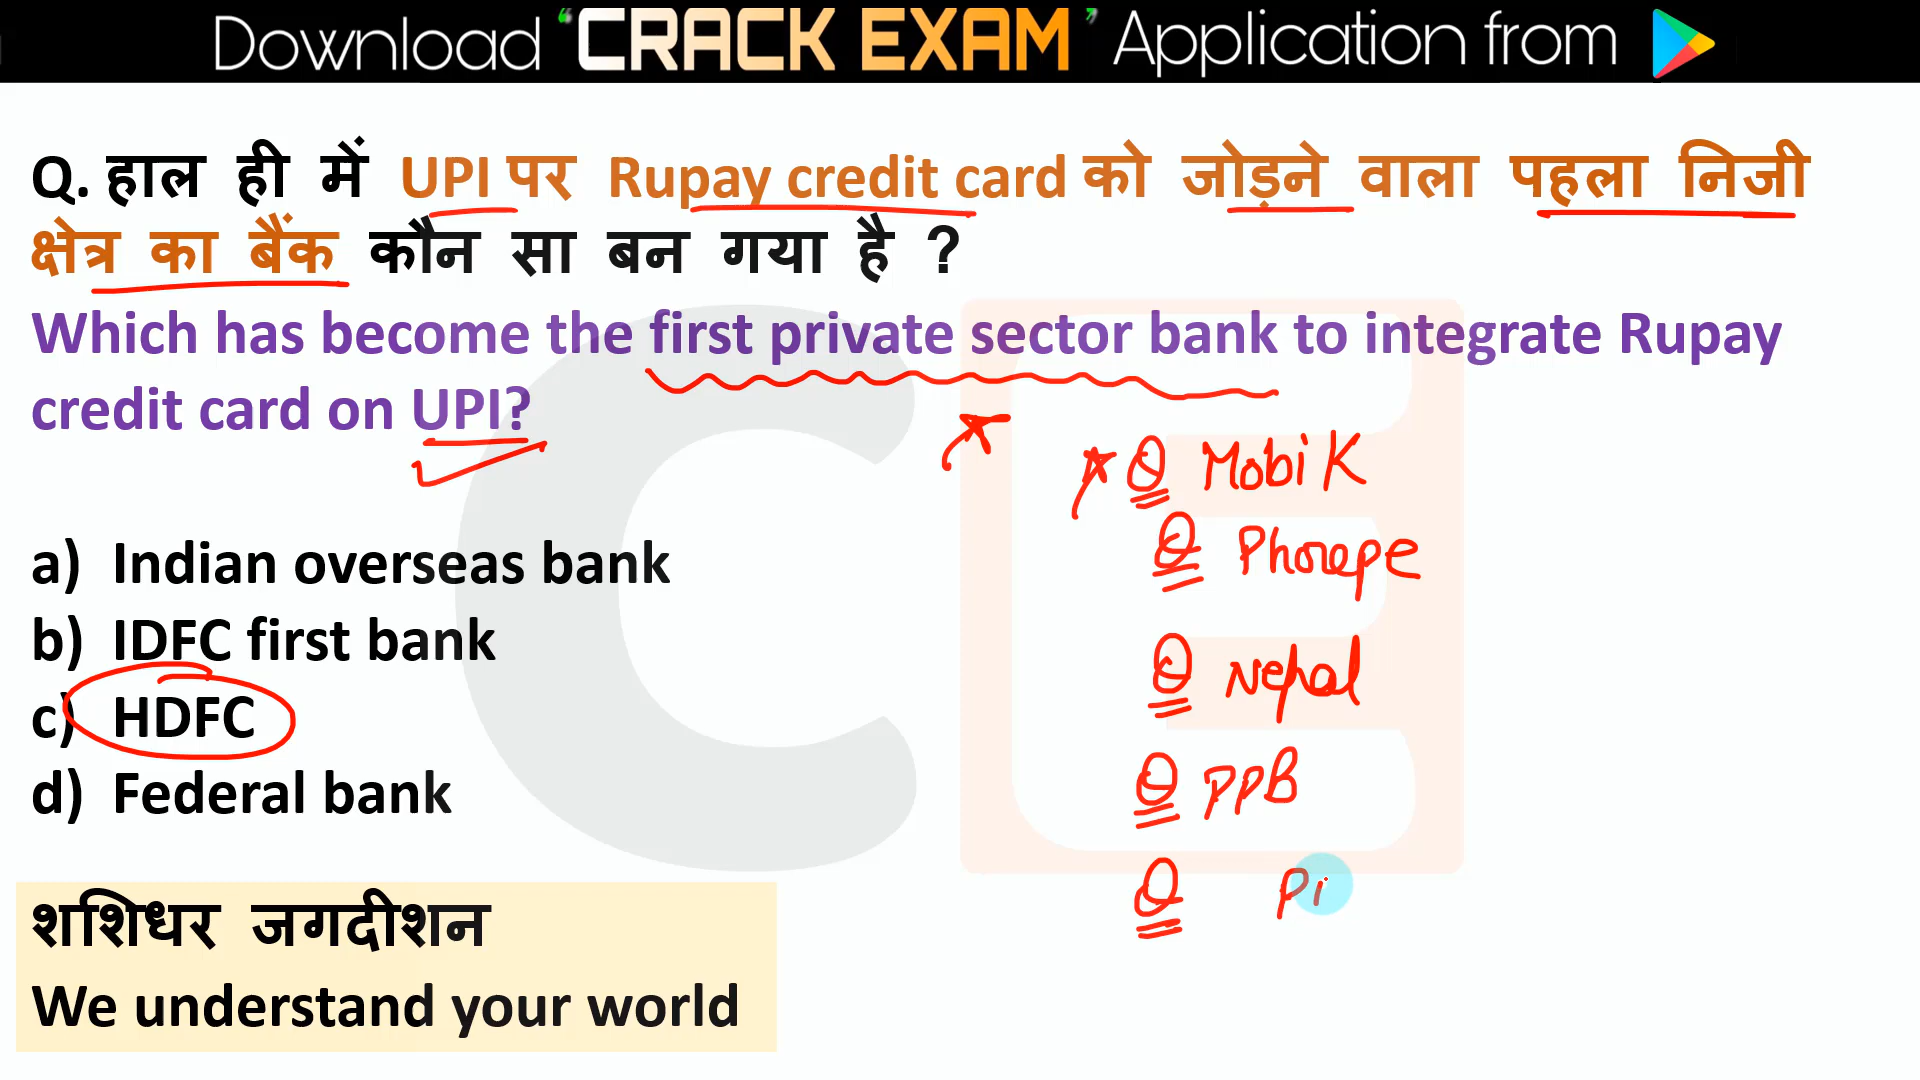 Download “CRACK EXAM” Application from
Q. हाल ही में UPI पर Rupay credit card को जोड़ने वाला पहला निजी
क्षेत्र का बैंक कौन सा बन गया है ?
Which has become the first private sector bank to integrate Rupay
credit card on UPI?
a) Indian overseas bank
b) IDFC first bank
c) HDFC
d) Federal bank
शशिधर जगदीशन
We understand your world
Q MobiK
Q Phonepe
Q Nepal
Q PPB
Q Pi